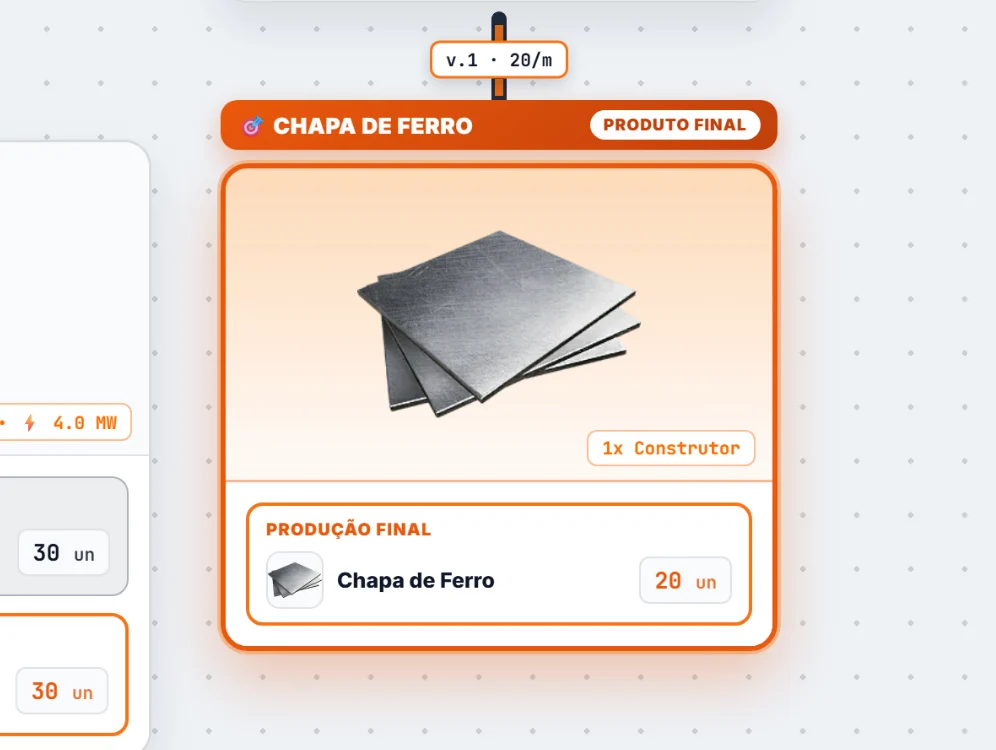 v.1 · 20/m
🎯 CHAPA DE FERRO
PRODUTO FINAL
• ⚡ 4.0 MW
1x Construtor
30 un
PRODUÇÃO FINAL
Chapa de Ferro
20 un
30 un